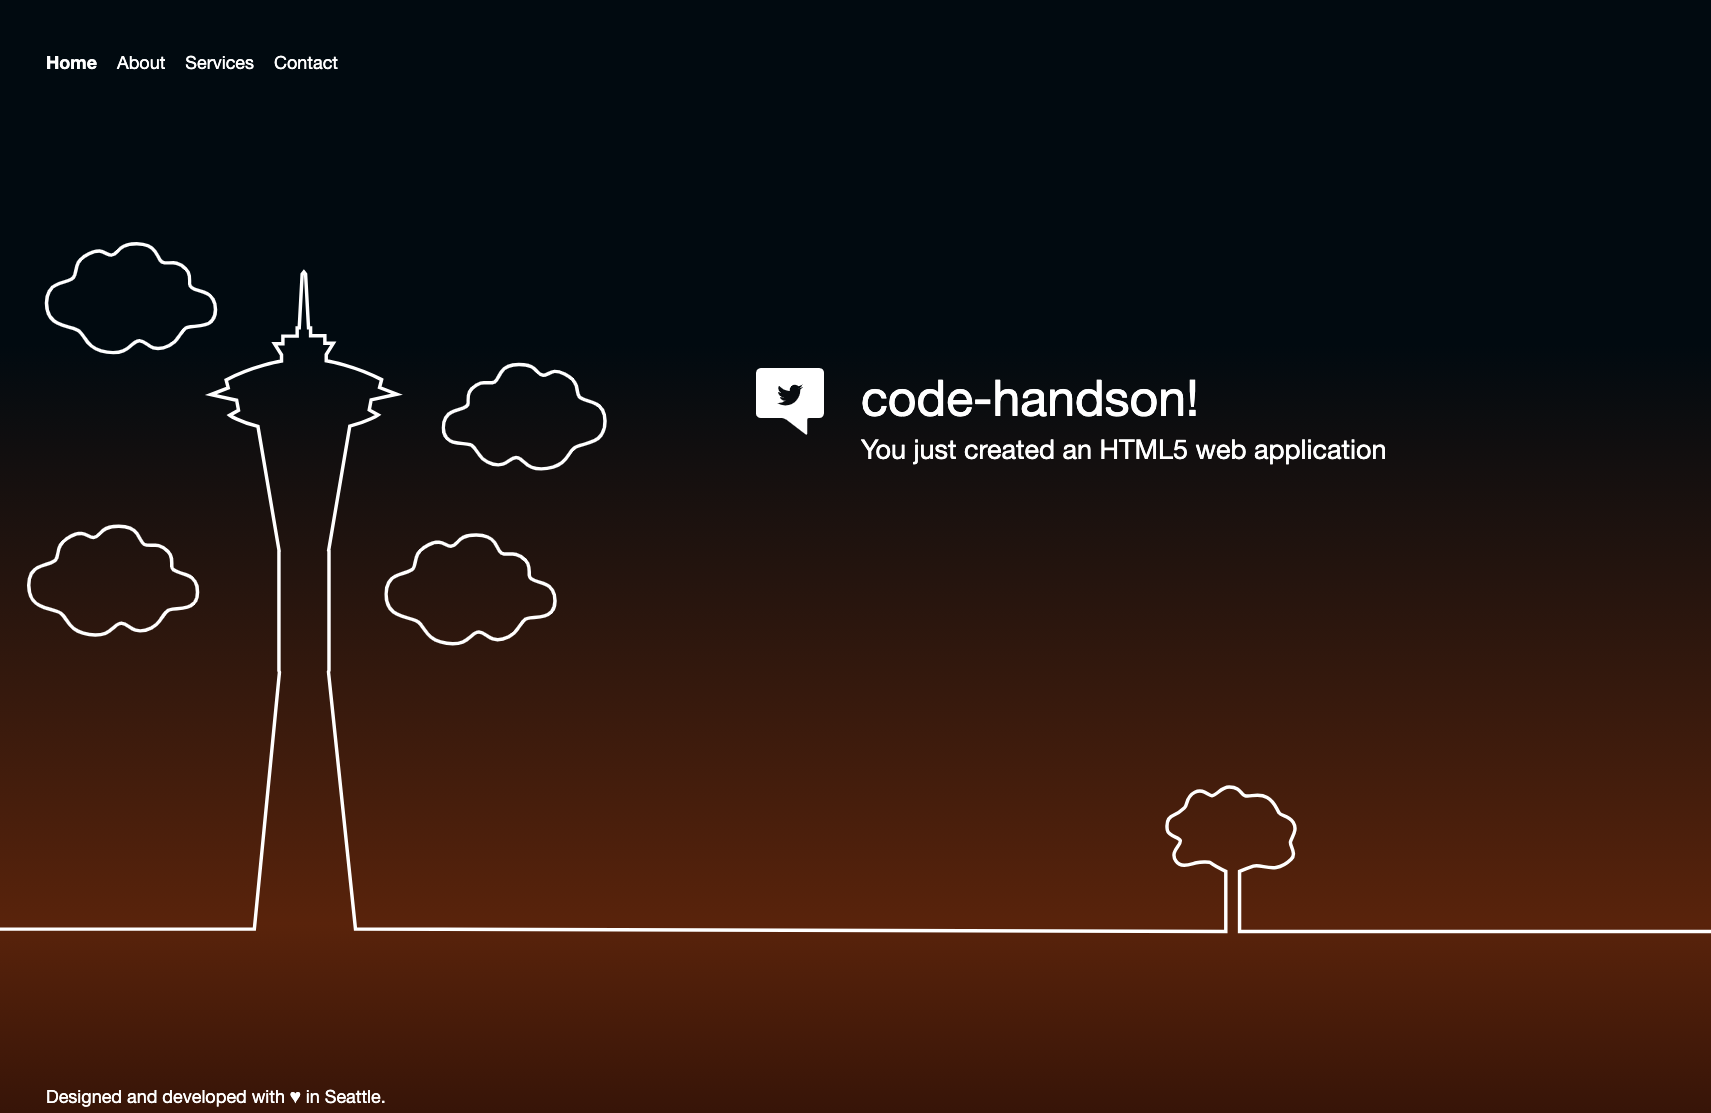 Home About Services Contact
code-handson!
You just created an HTML5 web application
Designed and developed with ♥ in Seattle.